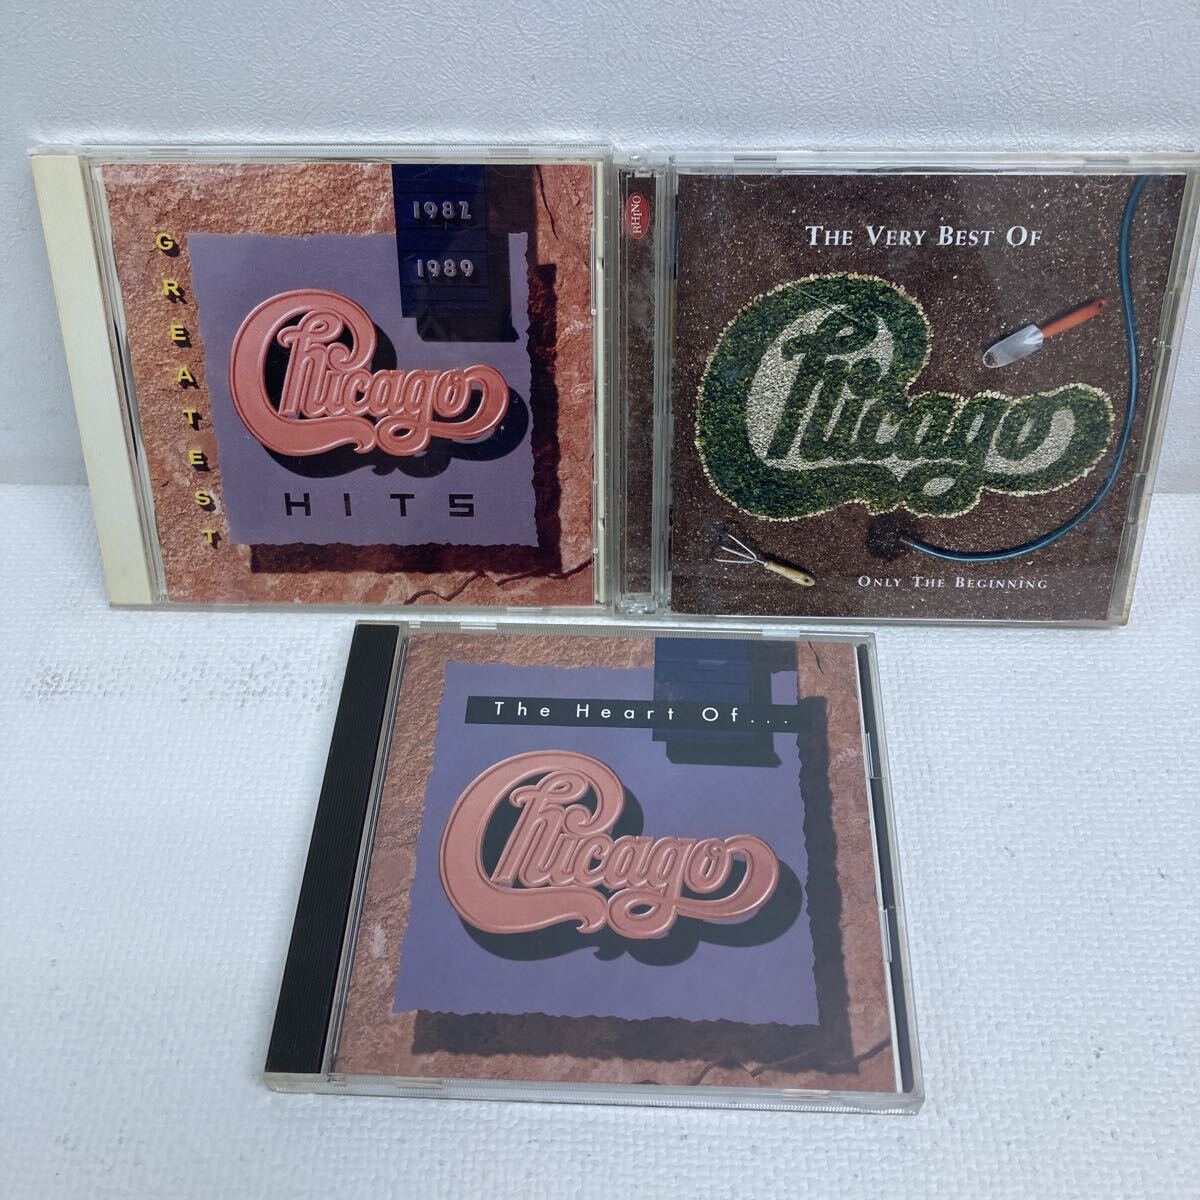 1982
1989
GREATEST
Chicago
HITS
RHINO
THE VERY BEST OF
Chicago
ONLY THE BEGINNING
The Heart Of...
Chicago